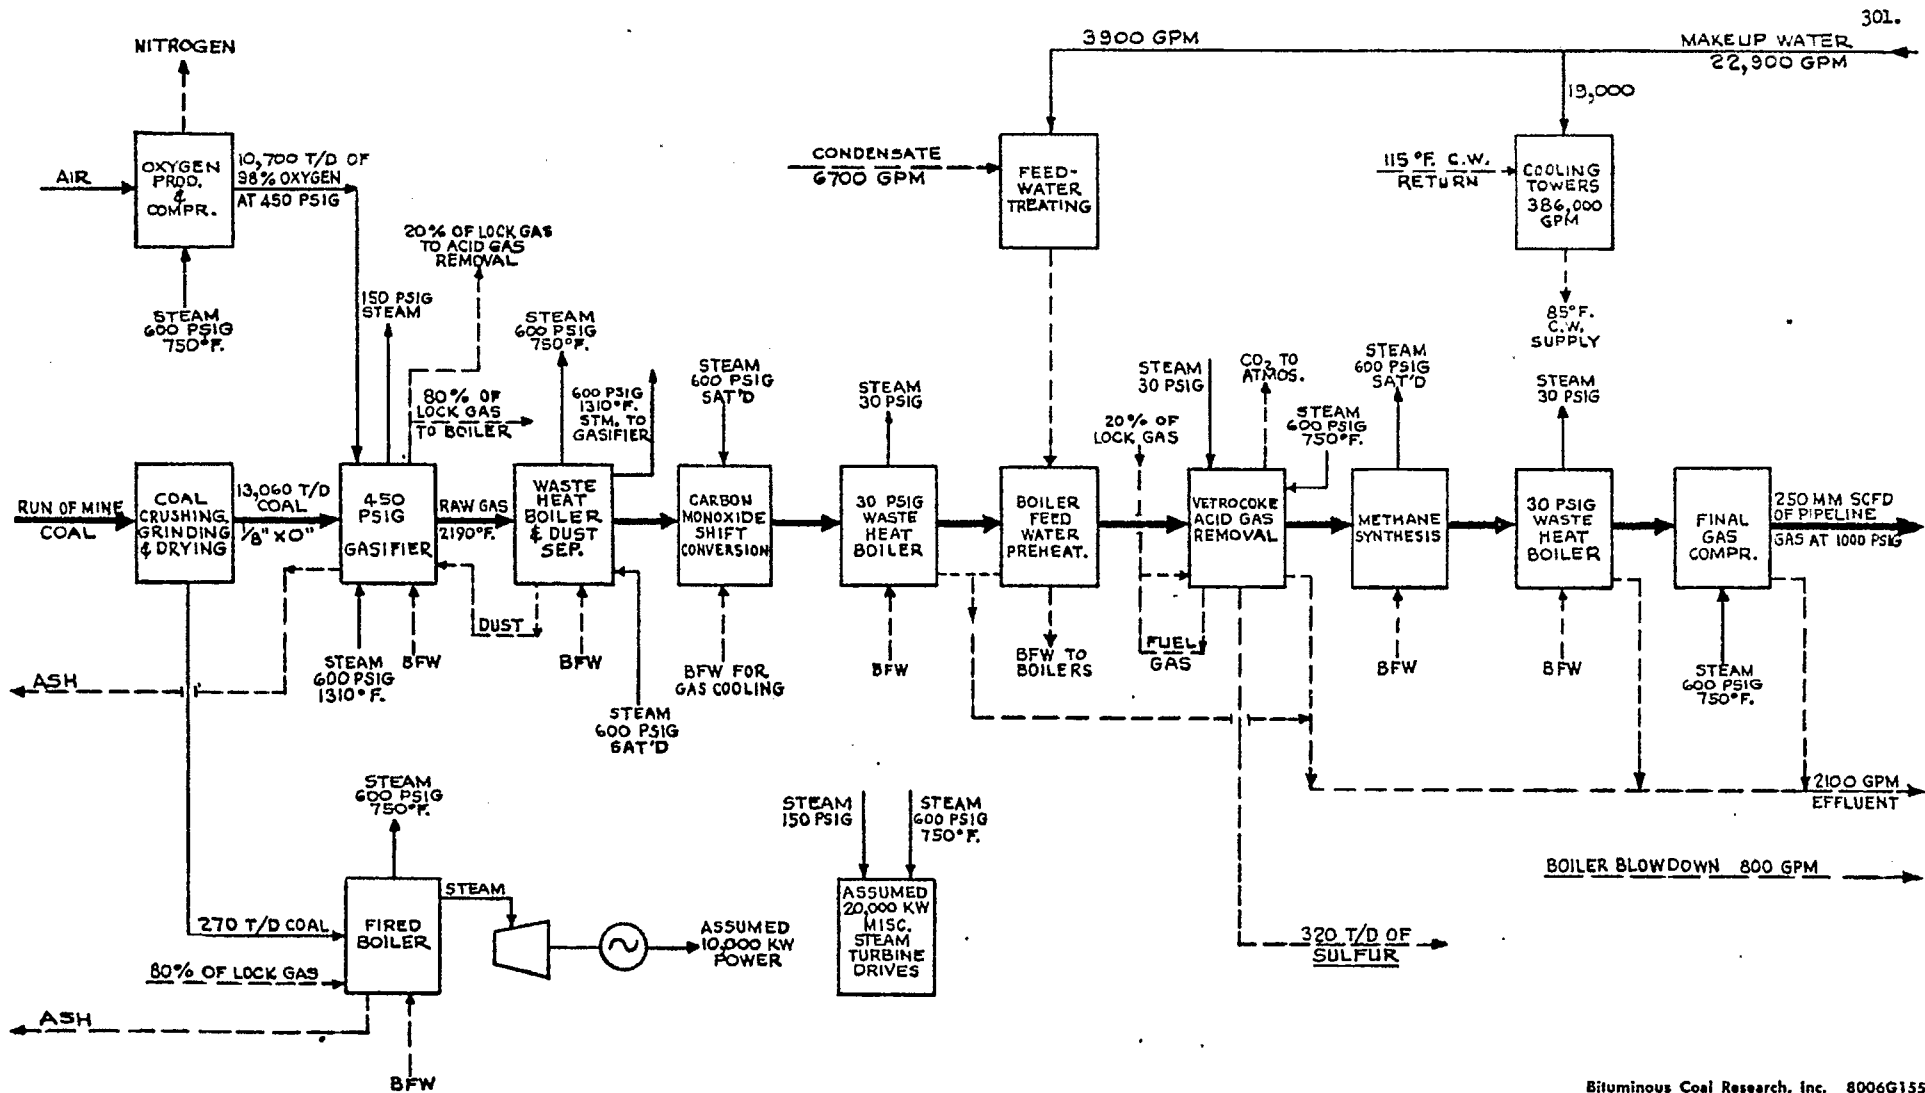 301.
NITROGEN
3900 GPM
MAKEUP WATER
22,900 GPM
19,000
AIR
OXYGEN
PROD.
&
COMPR.
10,700 T/D OF
98% OXYGEN
AT 450 PSIG
CONDENSATE
6700 GPM
FEED-
WATER
TREATING
115°F. C.W.
RETURN
COOLING
TOWERS
386,000
GPM
20% OF LOCK GAS
TO ACID GAS
REMOVAL
STEAM
600 PSIG
750°F.
150 PSIG
STEAM
STEAM
600 PSIG
750°F.
85°F.
C.W.
SUPPLY
80% OF
LOCK GAS
TO BOILER
600 PSIG
1310°F.
STM. TO
GASIFIER
STEAM
600 PSIG
SAT'D
STEAM
30 PSIG
20% OF
LOCK GAS
STEAM
30 PSIG
CO2 TO
ATMOS.
STEAM
600 PSIG
750°F.
STEAM
600 PSIG
SAT'D
STEAM
30 PSIG
RUN OF MINE
COAL
COAL
CRUSHING,
GRINDING
& DRYING
13,060 T/D
COAL
1/8" x 0"
450
PSIG
GASIFIER
RAW GAS
2190°F.
WASTE
HEAT
BOILER
& DUST
SEP.
CARBON
MONOXIDE
SHIFT
CONVERSION
30 PSIG
WASTE
HEAT
BOILER
BOILER
FEED
WATER
PREHEAT.
VETROCOKE
ACID GAS
REMOVAL
METHANE
SYNTHESIS
30 PSIG
WASTE
HEAT
BOILER
FINAL
GAS
COMPR.
250 MM SCFD
OF PIPELINE
GAS AT 1000 PSIG
ASH
STEAM
600 PSIG
1310°F.
BFW
DUST
BFW
STEAM
600 PSIG
SAT'D
BFW FOR
GAS COOLING
BFW
BFW TO
BOILERS
FUEL
GAS
BFW
BFW
STEAM
600 PSIG
750°F.
2100 GPM
EFFLUENT
BOILER BLOWDOWN 800 GPM
STEAM
600 PSIG
750°F.
STEAM
150 PSIG
STEAM
600 PSIG
750°F.
270 T/D COAL
80% OF LOCK GAS
FIRED
BOILER
STEAM
ASSUMED
10,000 KW
POWER
ASSUMED
20,000 KW
MISC.
STEAM
TURBINE
DRIVES
320 T/D OF
SULFUR
ASH
BFW
Bituminous Coal Research, Inc. 8006G155